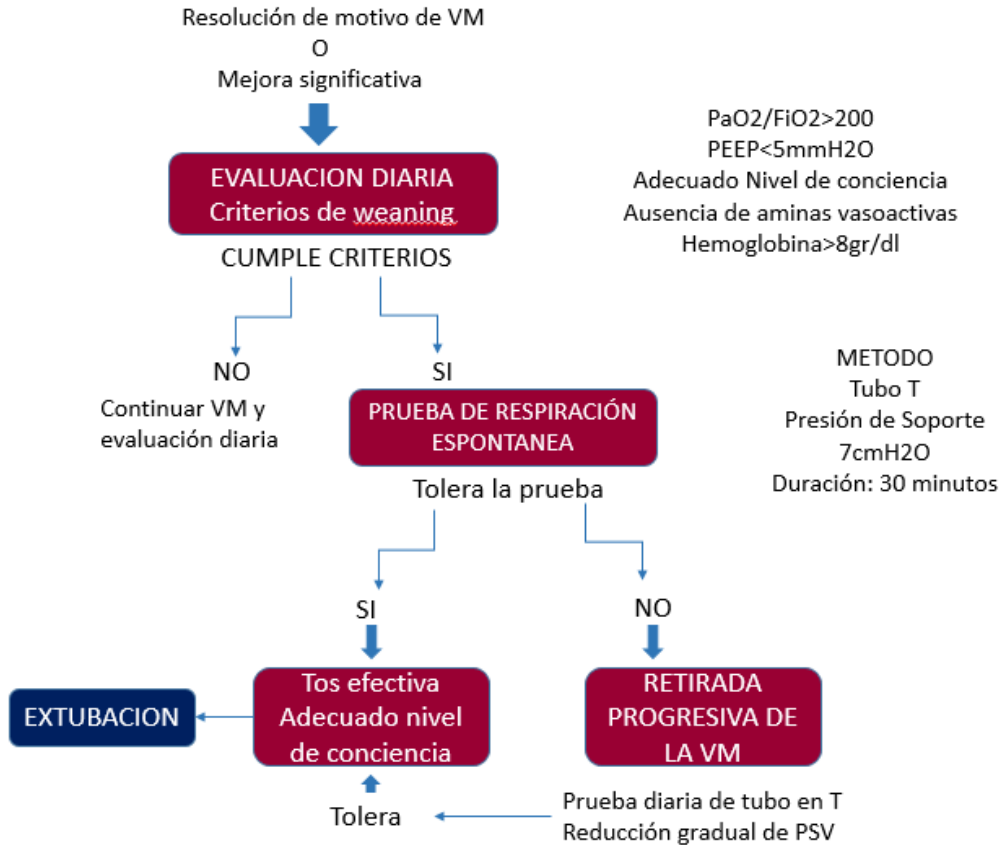 Resolución de motivo de VM
O
Mejora significativa
EVALUACION DIARIA
Criterios de weaning
CUMPLE CRITERIOS
PaO2/FiO2>200
PEEP<5mmH2O
Adecuado Nivel de conciencia
Ausencia de aminas vasoactivas
Hemoglobina>8gr/dl
NO
Continuar VM y
evaluación diaria
SI
PRUEBA DE RESPIRACIÓN
ESPONTANEA
Tolera la prueba
METODO
Tubo T
Presión de Soporte
7cmH2O
Duración: 30 minutos
SI
NO
EXTUBACION
Tos efectiva
Adecuado nivel
de conciencia
RETIRADA
PROGRESIVA DE
LA VM
Tolera
Prueba diaria de tubo en T
Reducción gradual de PSV